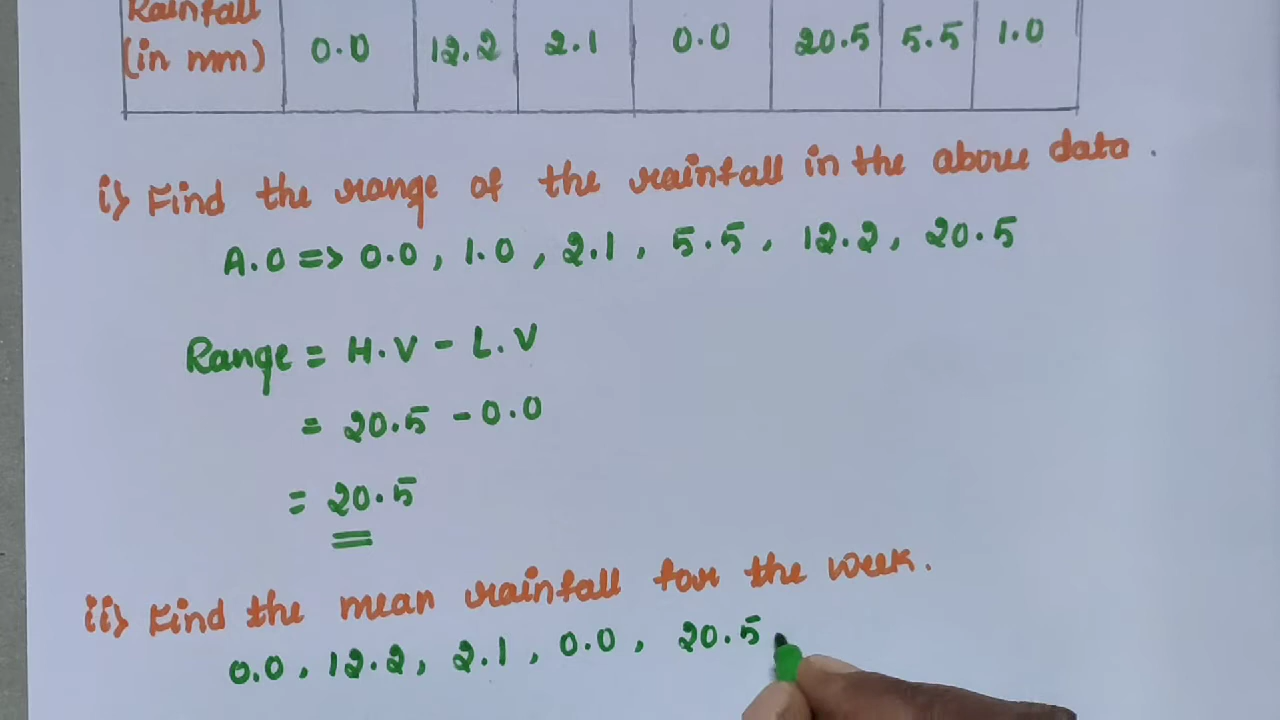 Rainfall
(in mm) 0.0 12.2 2.1 0.0 20.5 5.5 1.0
i) Find the range of the rainfall in the above data.
A.O => 0.0, 1.0, 2.1, 5.5, 12.2, 20.5
Range = H.V - L.V
= 20.5 - 0.0
= 20.5
ii) Find the mean rainfall for the week.
0.0, 12.2, 2.1, 0.0, 20.5